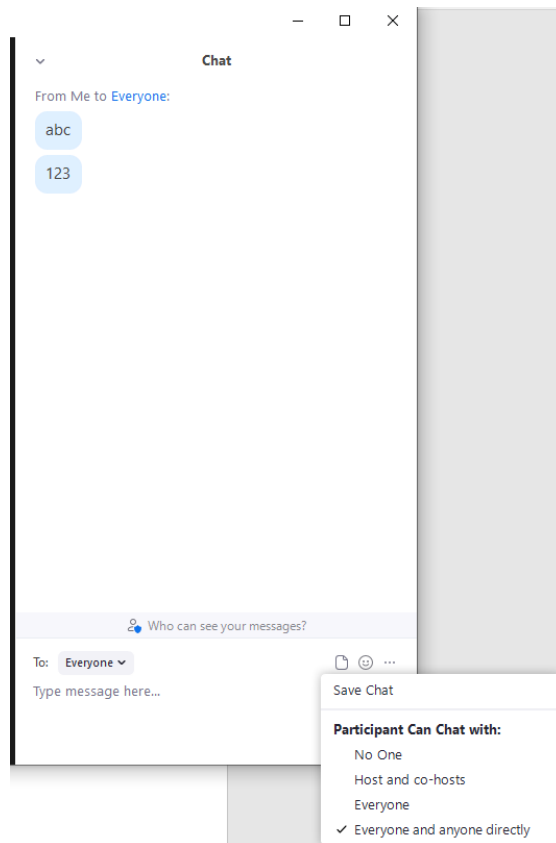 Chat
From Me to Everyone:
abc
123
Who can see your messages?
To: Everyone
Type message here...
Save Chat
Participant Can Chat with:
No One
Host and co-hosts
Everyone
Everyone and anyone directly